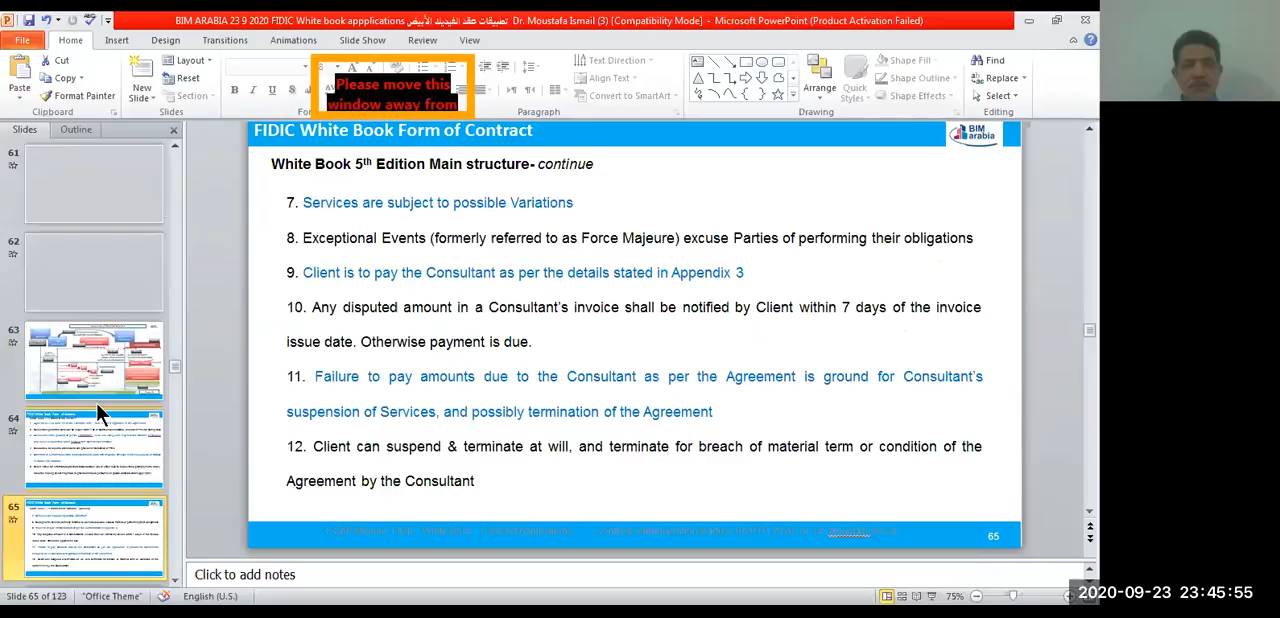 BIM ARABIA 23 9 2020 FIDIC White book appplications تطبيقات عقد الفيديك الأبيض Dr. Moustafa Ismail (3) [Compatibility Mode] - Microsoft PowerPoint (Product Activation Failed)
File Home Insert Design Transitions Animations Slide Show Review View
Paste
Cut
Copy
Format Painter
Clipboard
New
Slide
Layout
Reset
Section
Slides
B I U S
Please move this
window away from
Text Direction
Align Text
Convert to SmartArt
Paragraph
Arrange
Quick
Styles
Shape Fill
Shape Outline
Shape Effects
Drawing
Find
Replace
Select
Editing
Slides Outline
61
62
63
64
65
FIDIC White Book Form of Contract
BIM
arabia
White Book 5th Edition Main structure- continue
7. Services are subject to possible Variations
8. Exceptional Events (formerly referred to as Force Majeure) excuse Parties of performing their obligations
9. Client is to pay the Consultant as per the details stated in Appendix 3
10. Any disputed amount in a Consultant's invoice shall be notified by Client within 7 days of the invoice
issue date. Otherwise payment is due.
11. Failure to pay amounts due to the Consultant as per the Agreement is ground for Consultant's
suspension of Services, and possibly termination of the Agreement
12. Client can suspend & terminate at will, and terminate for breach of material term or condition of the
Agreement by the Consultant
65
Click to add notes
Slide 65 of 123 "Office Theme" English (U.S.) 75%
2020-09-23 23:45:55